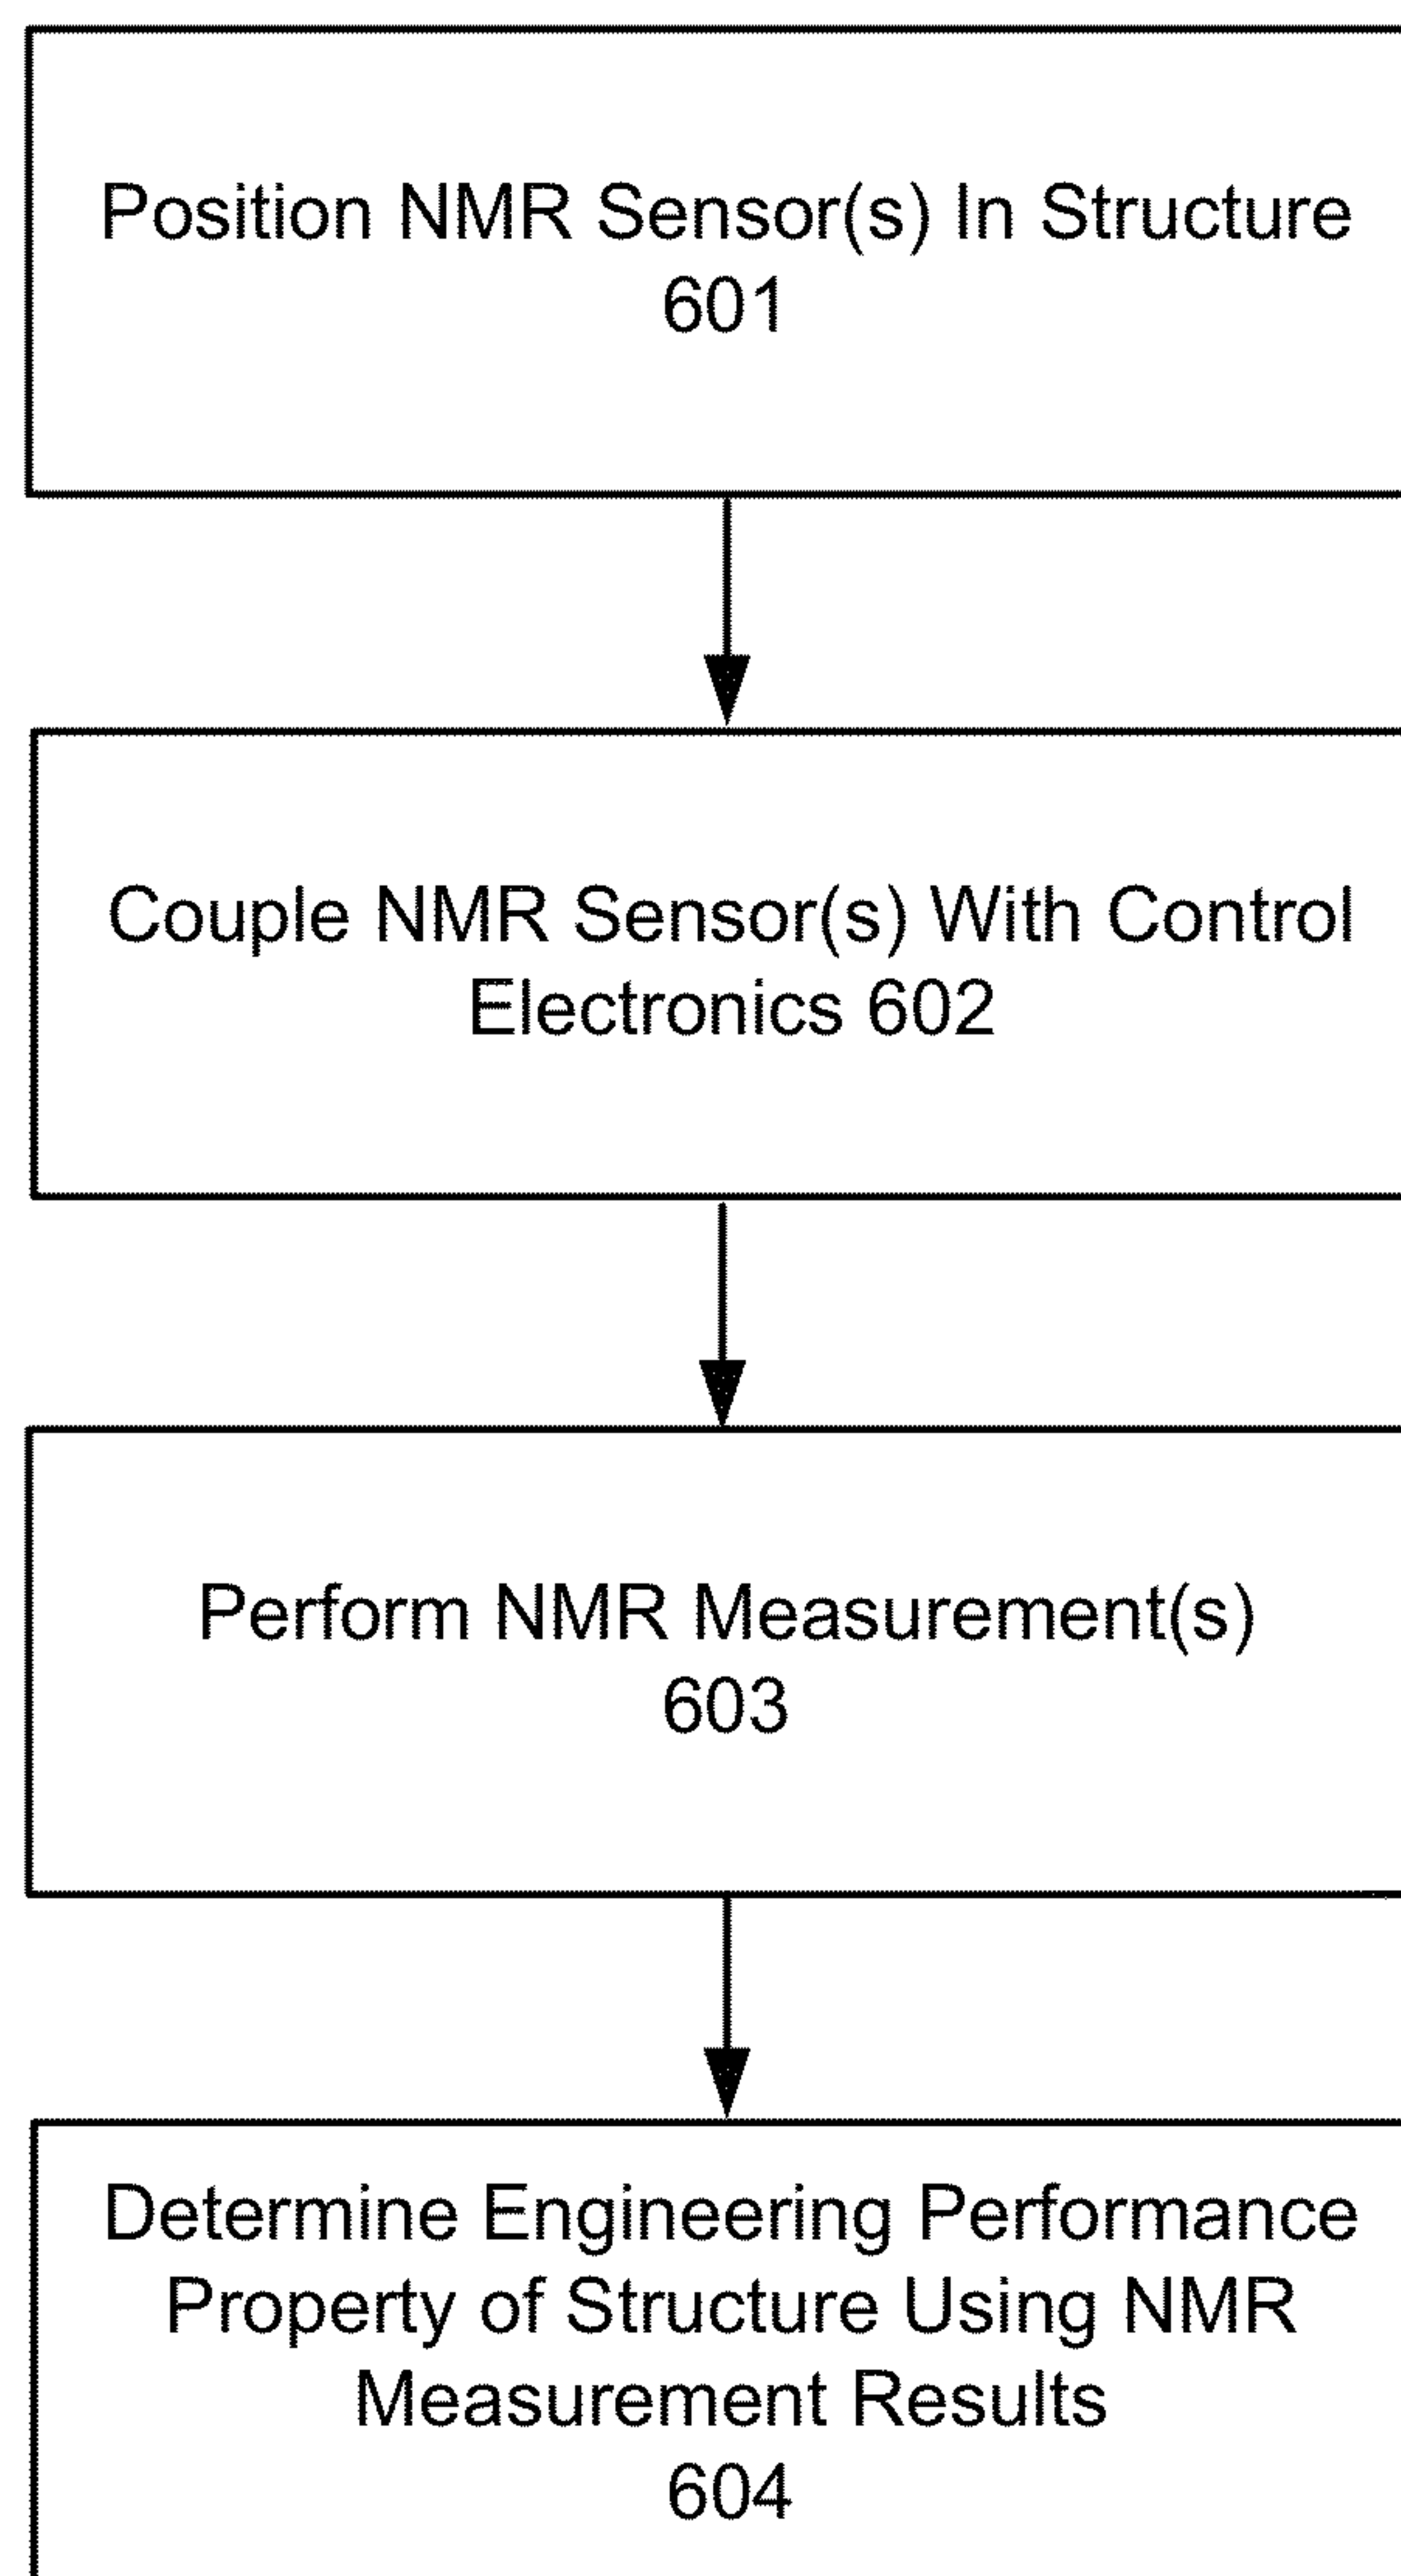 Position NMR Sensor(s) In Structure
601
Couple NMR Sensor(s) With Control
Electronics 602
Perform NMR Measurement(s)
603
Determine Engineering Performance
Property of Structure Using NMR
Measurement Results
604